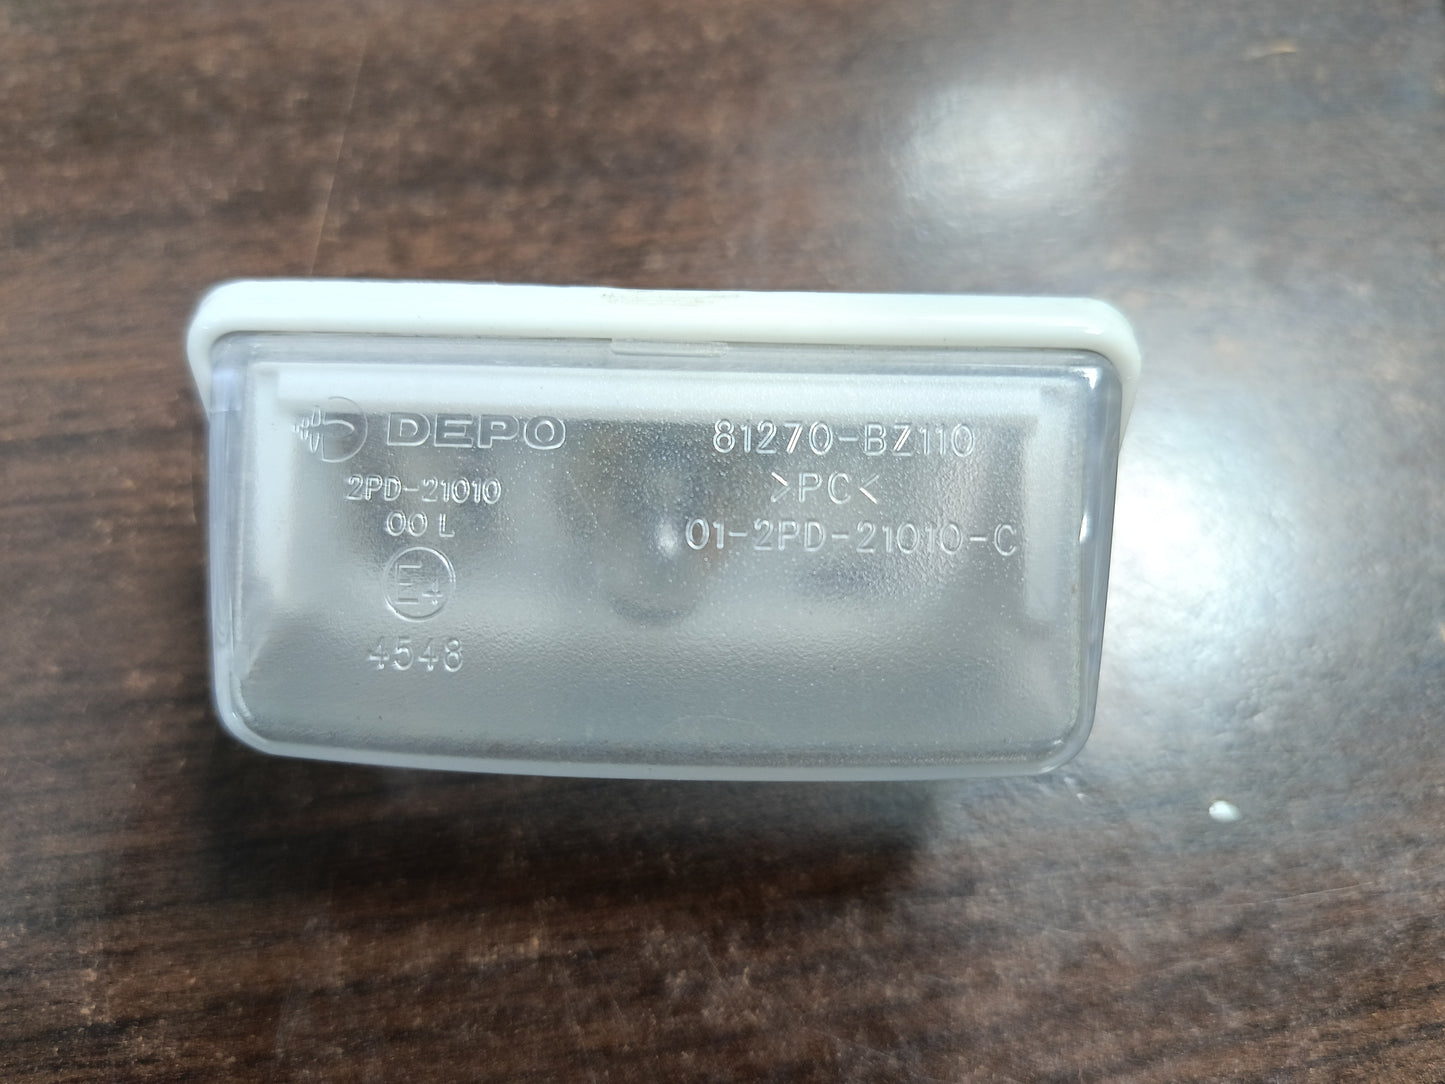 DEPO
2PD-21010
00 L
E4
4548
81270-BZ110
>PC<
01-2PD-21010-C